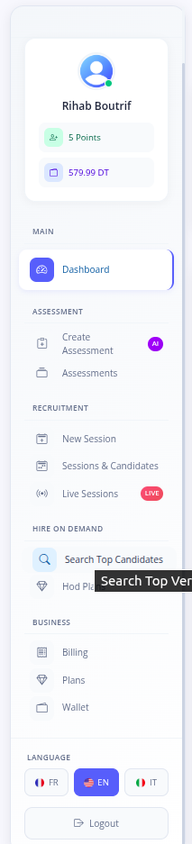 Rihab Boutrif
5 Points
579.99 DT
MAIN
Dashboard
ASSESSMENT
Create
Assessment
AI
Assessments
RECRUITMENT
New Session
Sessions & Candidates
Live Sessions
LIVE
HIRE ON DEMAND
Search Top Candidates
Search Top Ver
Hod Pla
BUSINESS
Billing
Plans
Wallet
LANGUAGE
FR
EN
IT
Logout